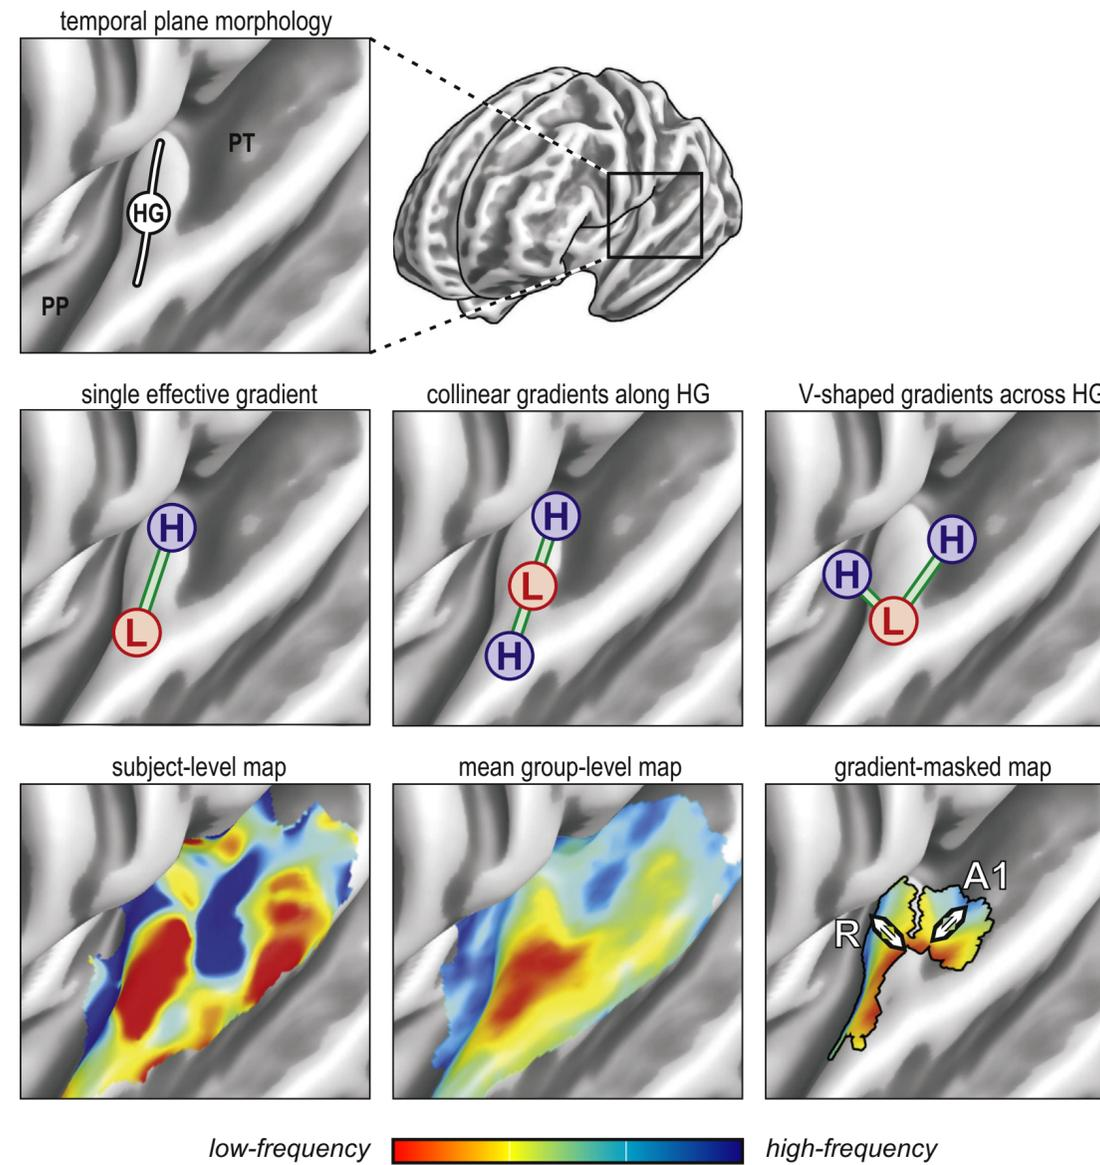 temporal plane morphology
PT
HG
PP
single effective gradient
collinear gradients along HG
V-shaped gradients across HG
H
L
H
L
H
H
H
L
subject-level map
mean group-level map
gradient-masked map
A1
R
low-frequency
high-frequency